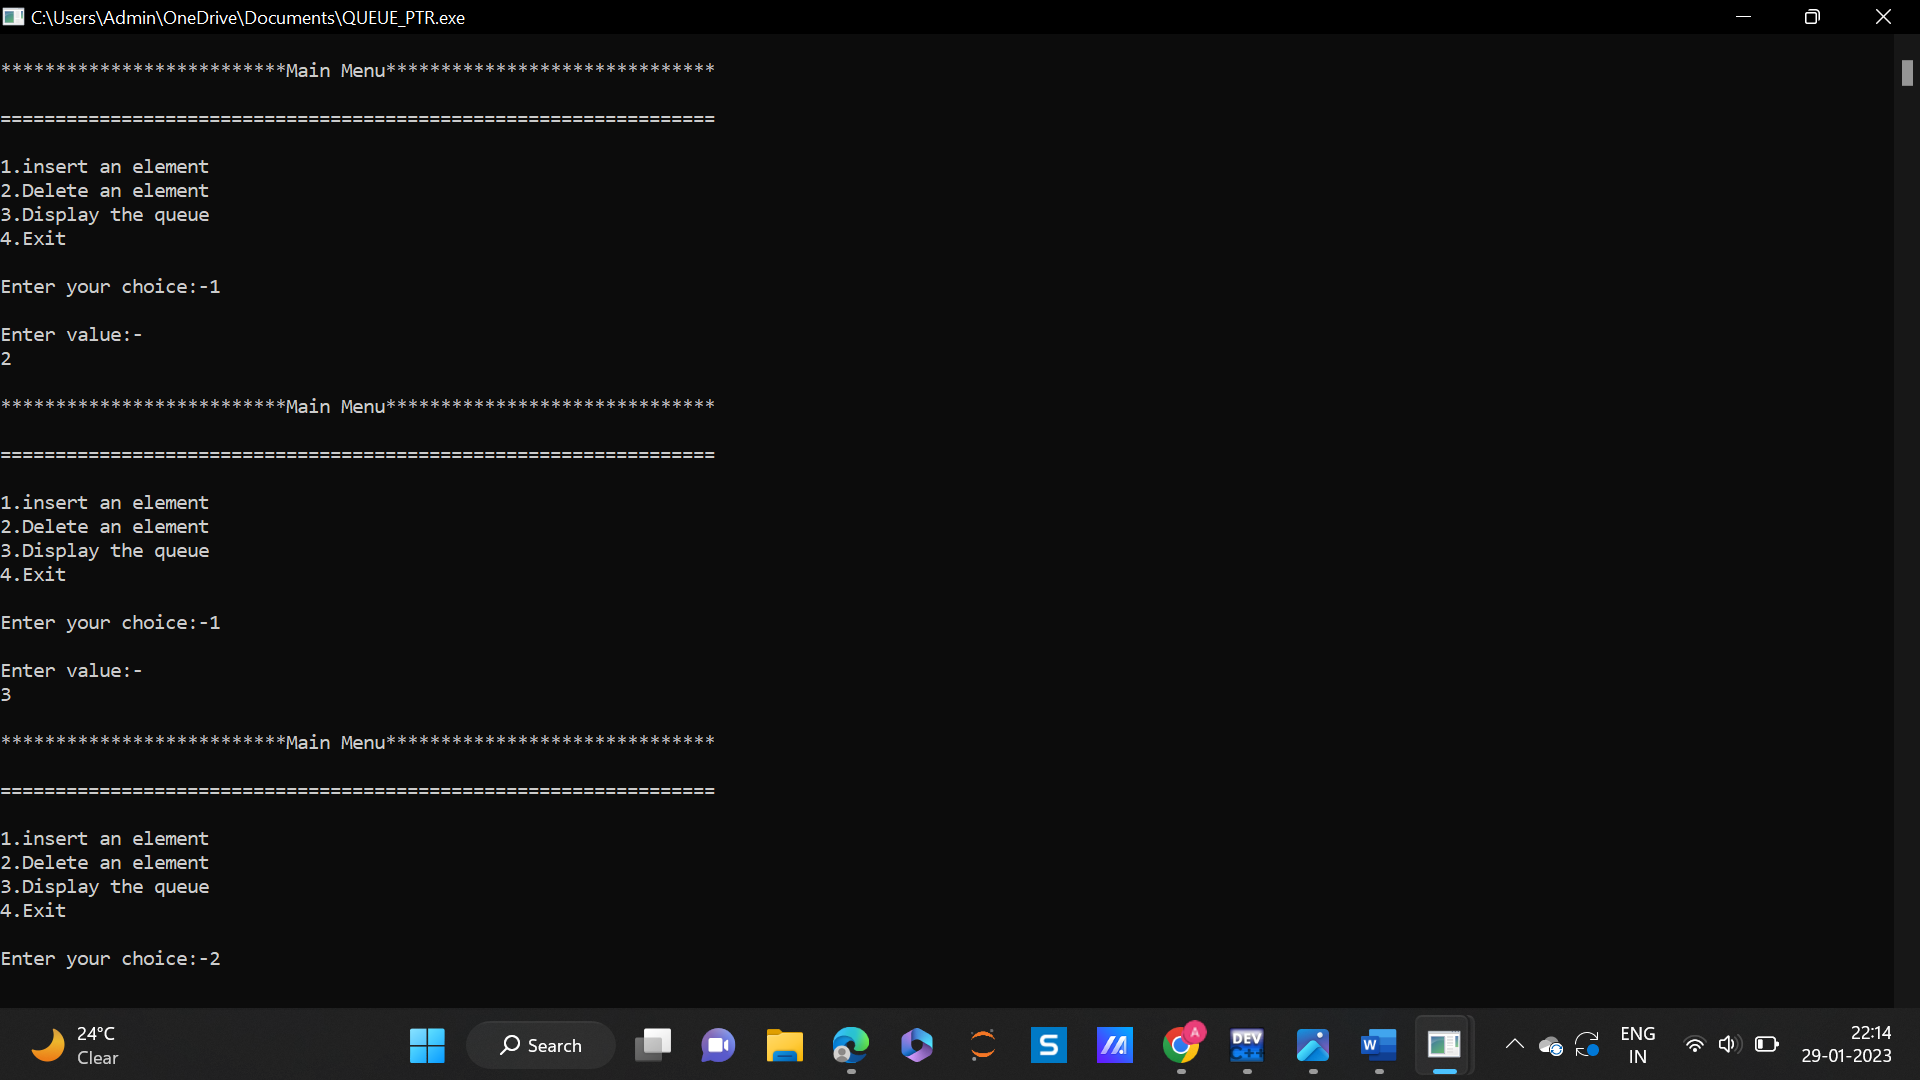 C:\Users\Admin\OneDrive\Documents\QUEUE_PTR.exe
**************************Main Menu******************************
=================================================================
1.insert an element
2.Delete an element
3.Display the queue
4.Exit
Enter your choice:-1
Enter value:-
2
**************************Main Menu******************************
=================================================================
1.insert an element
2.Delete an element
3.Display the queue
4.Exit
Enter your choice:-1
Enter value:-
3
**************************Main Menu******************************
=================================================================
1.insert an element
2.Delete an element
3.Display the queue
4.Exit
Enter your choice:-2
24°C
Clear
Search
S
A
DEV
C++
W
ENG
IN
22:14
29-01-2023